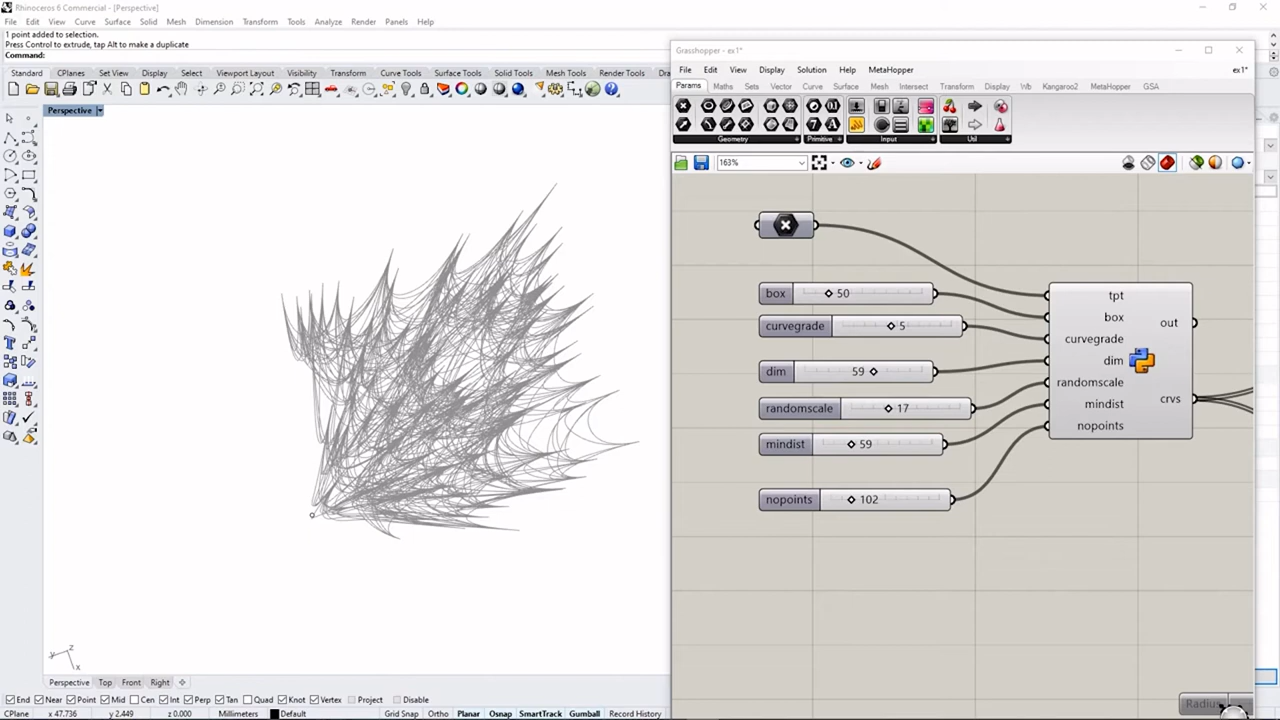 Rhinoceros 6 Commercial - [Perspective]
File Edit View Curve Surface Solid Mesh Dimension Transform Tools Analyze Render Panels Help
1 point added to selection.
Press Control to extrude, tap Alt to make a duplicate
Command:
Standard CPlanes Set View Display Select Viewport Layout Visibility Transform Curve Tools Surface Tools Solid Tools Mesh Tools Render Tools Dra
Perspective
Grasshopper - ex1*
File Edit View Display Solution Help MetaHopper ex1*
Params Maths Sets Vector Curve Surface Mesh Intersect Transform Display Wb Kangaroo2 MetaHopper GSA
Geometry Primitive Input Util
163%
box 50
curvegrade 5
dim 59
randomscale 17
mindist 59
nopoints 102
tpt
box
curvegrade
dim
randomscale
mindist
nopoints
out
crvs
Radius
z
y
x
Perspective Top Front Right
End Near Point Mid Cen Int Perp Tan Quad Knot Vertex Project Disable
CPlane x 47.736 y 2.449 z 0.000 Millimeters Default Grid Snap Ortho Planar Osnap SmartTrack Gumball Record History